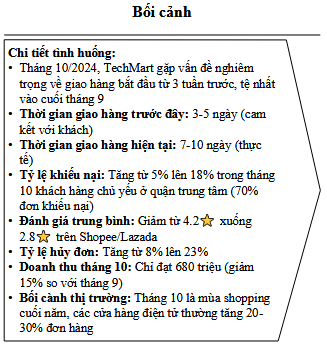 Bối cảnh
Chi tiết tình huống:
• Tháng 10/2024, TechMart gặp vấn đề nghiêm
trọng về giao hàng bắt đầu từ 3 tuần trước, tệ nhất
vào cuối tháng 9
• Thời gian giao hàng trước đây: 3-5 ngày (cam
kết với khách)
• Thời gian giao hàng hiện tại: 7-10 ngày (thực
tế)
• Tỷ lệ khiếu nại: Tăng từ 5% lên 18% trong tháng
10 khách hàng chủ yếu ở quận trung tâm (70%
đơn khiếu nại)
• Đánh giá trung bình: Giảm từ 4.2⭐ xuống
2.8⭐ trên Shopee/Lazada
• Tỷ lệ hủy đơn: Tăng từ 8% lên 23%
• Doanh thu tháng 10: Chỉ đạt 680 triệu (giảm
15% so với tháng 9)
• Bối cảnh thị trường: Tháng 10 là mùa shopping
cuối năm, các cửa hàng điện tử thường tăng 20-
30% đơn hàng